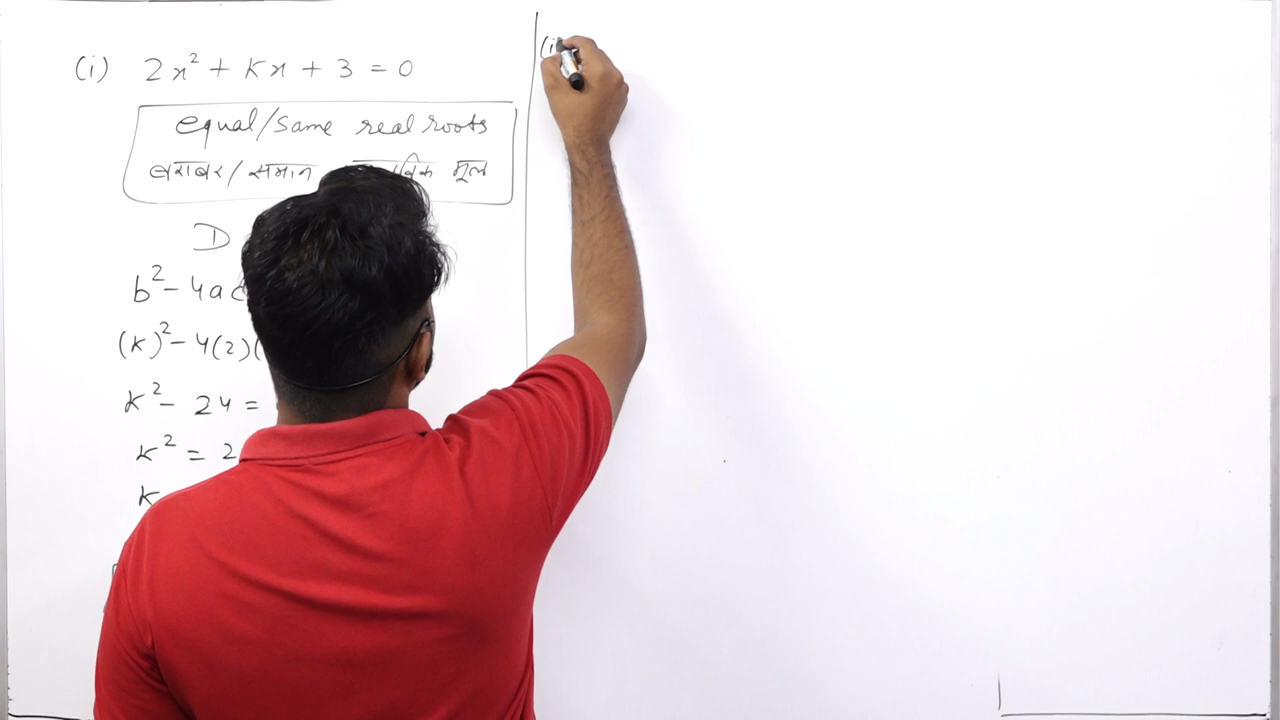 (i) 2x² + kx + 3 = 0
equal/same real roots
बराबर/समान मूल
D
b² - 4ac
(k)² - 4(2)(
k² - 24 =
k² = 2
k
(i